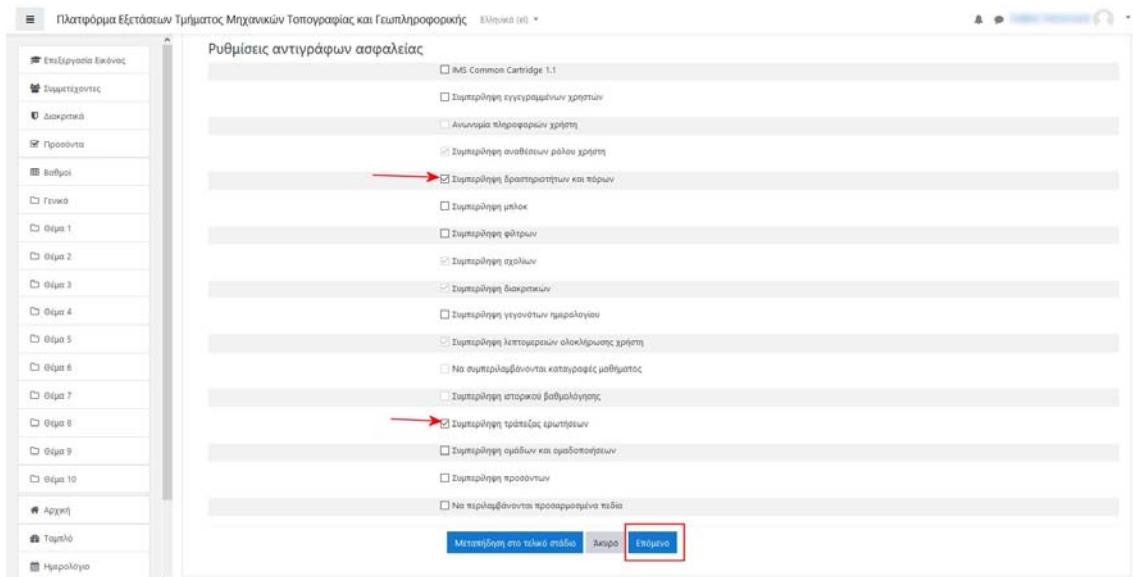 Πλατφόρμα Εξετάσεων Τμήματος Μηχανικών Τοπογραφίας και Γεωπληροφορικής Ελληνικά (el)
Επεξεργασία Εικόνας
Συμμετέχοντες
Διακριτικά
Προσόντα
Βαθμοί
Γενικά
Θέμα 1
Θέμα 2
Θέμα 3
Θέμα 4
Θέμα 5
Θέμα 6
Θέμα 7
Θέμα 8
Θέμα 9
Θέμα 10
Αρχική
Ταμπλό
Ημερολόγιο
Ρυθμίσεις αντιγράφων ασφαλείας
IMS Common Cartridge 1.1
Συμπερίληψη εγγεγραμμένων χρηστών
Ανωνυμία πληροφοριών χρήστη
Συμπερίληψη αναθέσεων ρόλου χρήστη
Συμπερίληψη δραστηριοτήτων και πόρων
Συμπερίληψη μπλοκ
Συμπερίληψη φίλτρων
Συμπερίληψη σχολίων
Συμπερίληψη διακριτικών
Συμπερίληψη γεγονότων ημερολογίου
Συμπερίληψη λεπτομερειών ολοκλήρωσης χρήστη
Να συμπεριλαμβάνονται καταγραφές μαθήματος
Συμπερίληψη ιστορικού βαθμολόγησης
Συμπερίληψη τράπεζας ερωτήσεων
Συμπερίληψη ομάδων και ομαδοποιήσεων
Συμπερίληψη προσόντων
Να περιλαμβάνονται προσαρμοσμένα πεδία
Μεταπήδηση στο τελικό στάδιο Άκυρο Επόμενο